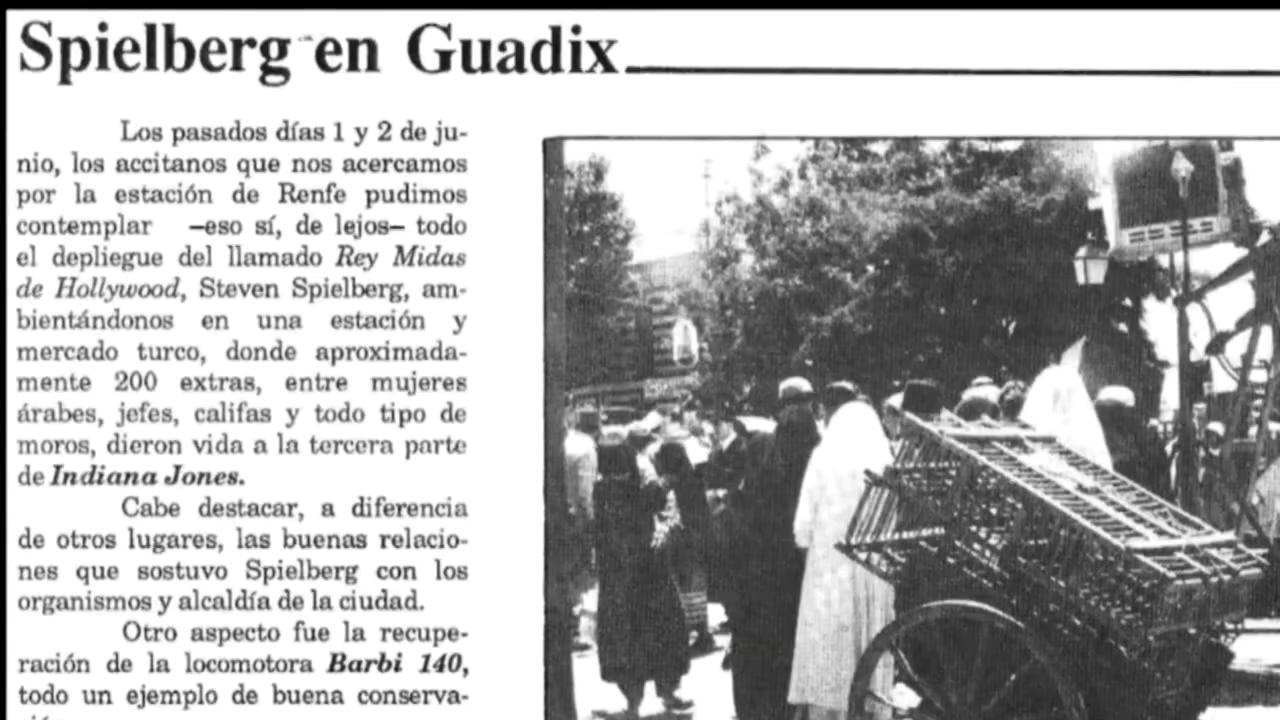 Spielberg en Guadix
Los pasados días 1 y 2 de ju-
nio, los accitanos que nos acercamos
por la estación de Renfe pudimos
contemplar –eso sí, de lejos– todo
el depliegue del llamado Rey Midas
de Hollywood, Steven Spielberg, am-
bientándonos en una estación y
mercado turco, donde aproximada-
mente 200 extras, entre mujeres
árabes, jefes, califas y todo tipo de
moros, dieron vida a la tercera parte
de Indiana Jones.
Cabe destacar, a diferencia
de otros lugares, las buenas relacio-
nes que sostuvo Spielberg con los
organismos y alcaldía de la ciudad.
Otro aspecto fue la recupe-
ración de la locomotora Barbi 140,
todo un ejemplo de buena conserva-